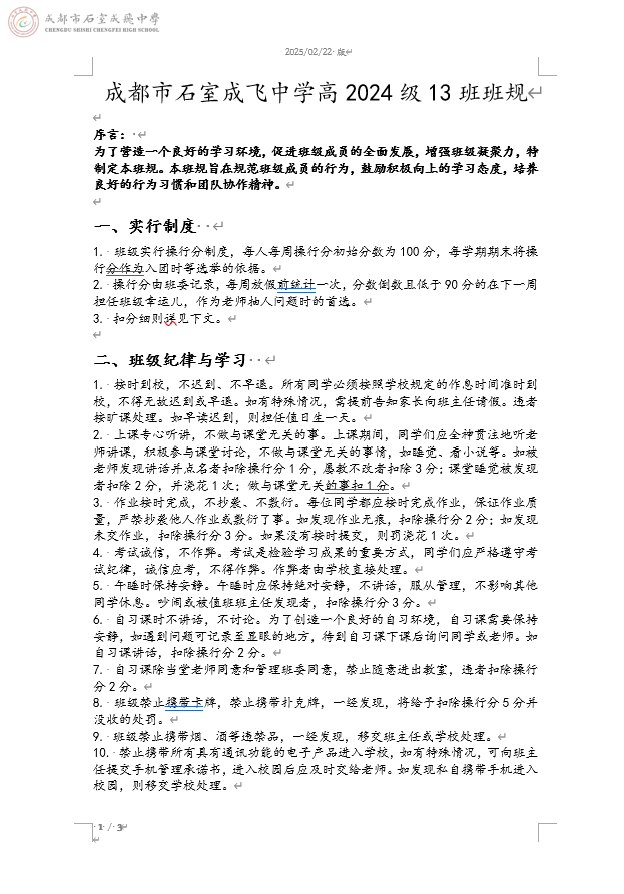 成都市石室成飛中學
CHENGDU SHISHI CHENGFEI HIGH SCHOOL
2025/02/22 版
成都市石室成飞中学高 2024 级 13 班班规
序言：
为了营造一个良好的学习环境，促进班级成员的全面发展，增强班级凝聚力，特
制定本班规。本班规旨在规范班级成员的行为，鼓励积极向上的学习态度，培养
良好的行为习惯和团队协作精神。
一、实行制度
1. 班级实行操行分制度，每人每周操行分初始分数为 100 分，每学期期末将操
行分作为入团时等选举的依据。
2. 操行分由班委记录，每周放假前统计一次，分数倒数且低于 90 分的在下一周
担任班级幸运儿，作为老师抽人问题时的首选。
3. 扣分细则详见下文。
二、班级纪律与学习
1. 按时到校，不迟到、不早退。所有同学必须按照学校规定的作息时间准时到
校，不得无故迟到或早退。如有特殊情况，需提前告知家长向班主任请假。违者
按旷课处理。如早读迟到，则担任值日生一天。
2. 上课专心听讲，不做与课堂无关的事。上课期间，同学们应全神贯注地听老
师讲课，积极参与课堂讨论，不做与课堂无关的事情，如睡觉、看小说等。如被
老师发现讲话并点名者扣除操行分 1 分，屡教不改者扣除 3 分；课堂睡觉被发现
者扣除 2 分，并浇花 1 次；做与课堂无关的事扣 1 分。
3. 作业按时完成，不抄袭、不敷衍。每位同学都应按时完成作业，保证作业质
量，严禁抄袭他人作业或敷衍了事。如发现作业无痕，扣除操行分 2 分；如发现
未交作业，扣除操行分 3 分。如果没有按时提交，则罚浇花 1 次。
4. 考试诚信，不作弊。考试是检验学习成果的重要方式，同学们应严格遵守考
试纪律，诚信应考，不得作弊。作弊者由学校直接处理。
5. 午睡时保持安静。午睡时应保持绝对安静，不讲话，服从管理，不影响其他
同学休息。吵闹或被值班班主任发现者，扣除操行分 3 分。
6. 自习课时不讲话，不讨论。为了创造一个良好的自习环境，自习课需要保持
安静，如遇到问题可记录至显眼的地方，待到自习课下课后询问同学或老师。如
自习课讲话，扣除操行分 2 分。
7. 自习课除当堂老师同意和管理班委同意，禁止随意进出教室，违者扣除操行
分 2 分。
8. 班级禁止携带卡牌，禁止携带扑克牌，一经发现，将给予扣除操行分 5 分并
没收的处罚。
9. 班级禁止携带烟、酒等违禁品，一经发现，移交班主任或学校处理。
10. 禁止携带所有具有通讯功能的电子产品进入学校，如有特殊情况，可向班主
任提交手机管理承诺书，进入校园后应及时交给老师。如发现私自携带手机进入
校园，则移交学校处理。
1 / 3